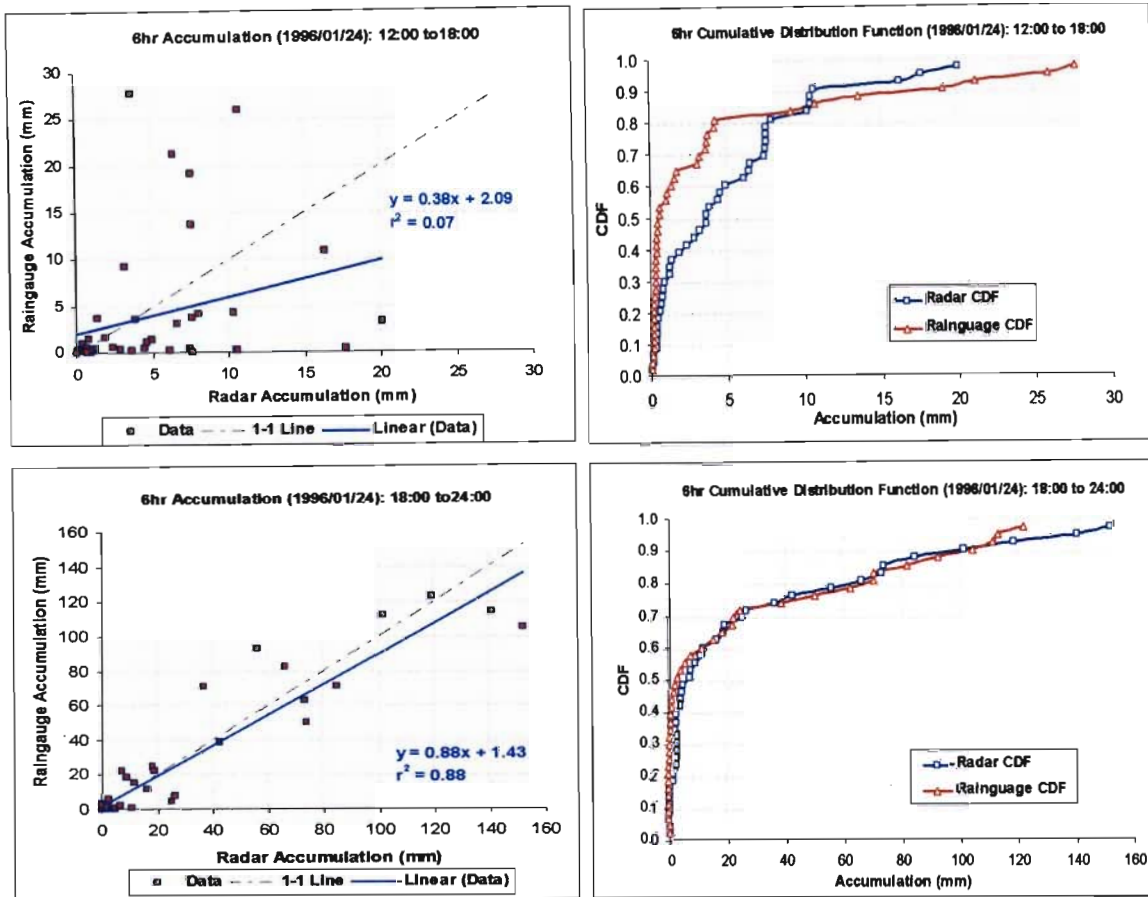 6hr Accumulation (1996/01/24): 12:00 to18:00
Raingauge Accumulation (mm)
30
25
20
15
10
5
0
0 5 10 15 20 25 30
y = 0.38x + 2.09
r² = 0.07
Radar Accumulation (mm)
Data 1-1 Line Linear (Data)
6hr Cumulative Distribution Function (1996/01/24): 12:00 to 18:00
CDF
1.0
0.9
0.8
0.7
0.6
0.5
0.4
0.3
0.2
0.1
0.0
0 5 10 15 20 25 30
Radar CDF
Rainguage CDF
Accumulation (mm)
6hr Accumulation (1996/01/24): 18:00 to24:00
Raingauge Accumulation (mm)
160
140
120
100
80
60
40
20
0
0 20 40 60 80 100 120 140 160
y = 0.88x + 1.43
r² = 0.88
Radar Accumulation (mm)
Data 1-1 Line Linear (Data)
6hr Cumulative Distribution Function (1996/01/24): 18:00 to 24:00
CDF
1.0
0.9
0.8
0.7
0.6
0.5
0.4
0.3
0.2
0.1
0.0
0 20 40 60 80 100 120 140 160
Radar CDF
Rainguage CDF
Accumulation (mm)